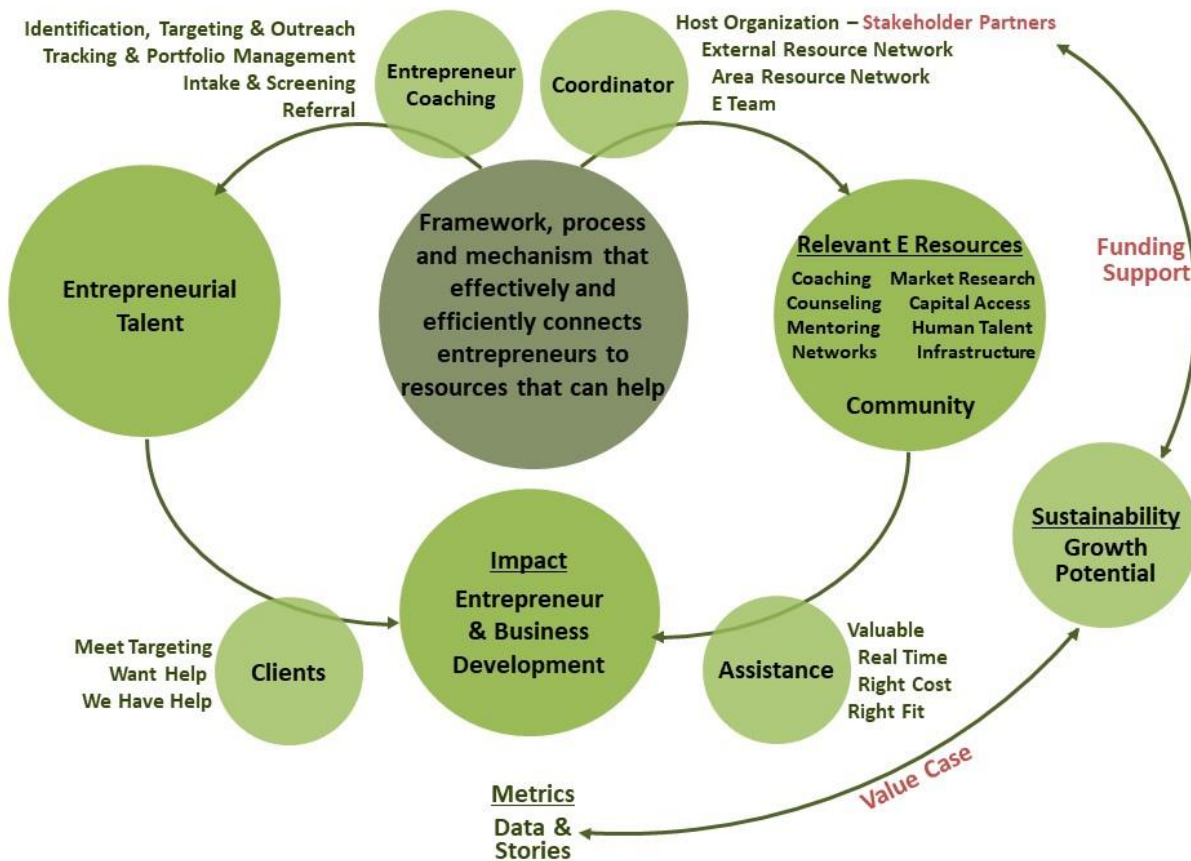 Identification, Targeting & Outreach
Tracking & Portfolio Management
Intake & Screening
Referral
Entrepreneur
Coaching
Coordinator
Host Organization – Stakeholder Partners
External Resource Network
Area Resource Network
E Team
Entrepreneurial
Talent
Framework, process
and mechanism that
effectively and
efficiently connects
entrepreneurs to
resources that can help
Relevant E Resources
Coaching Market Research
Counseling Capital Access
Mentoring Human Talent
Networks Infrastructure
Community
Funding
Support
Sustainability
Growth
Potential
Impact
Entrepreneur
& Business
Development
Meet Targeting
Want Help
We Have Help
Clients
Assistance
Valuable
Real Time
Right Cost
Right Fit
Value Case
Metrics
Data &
Stories